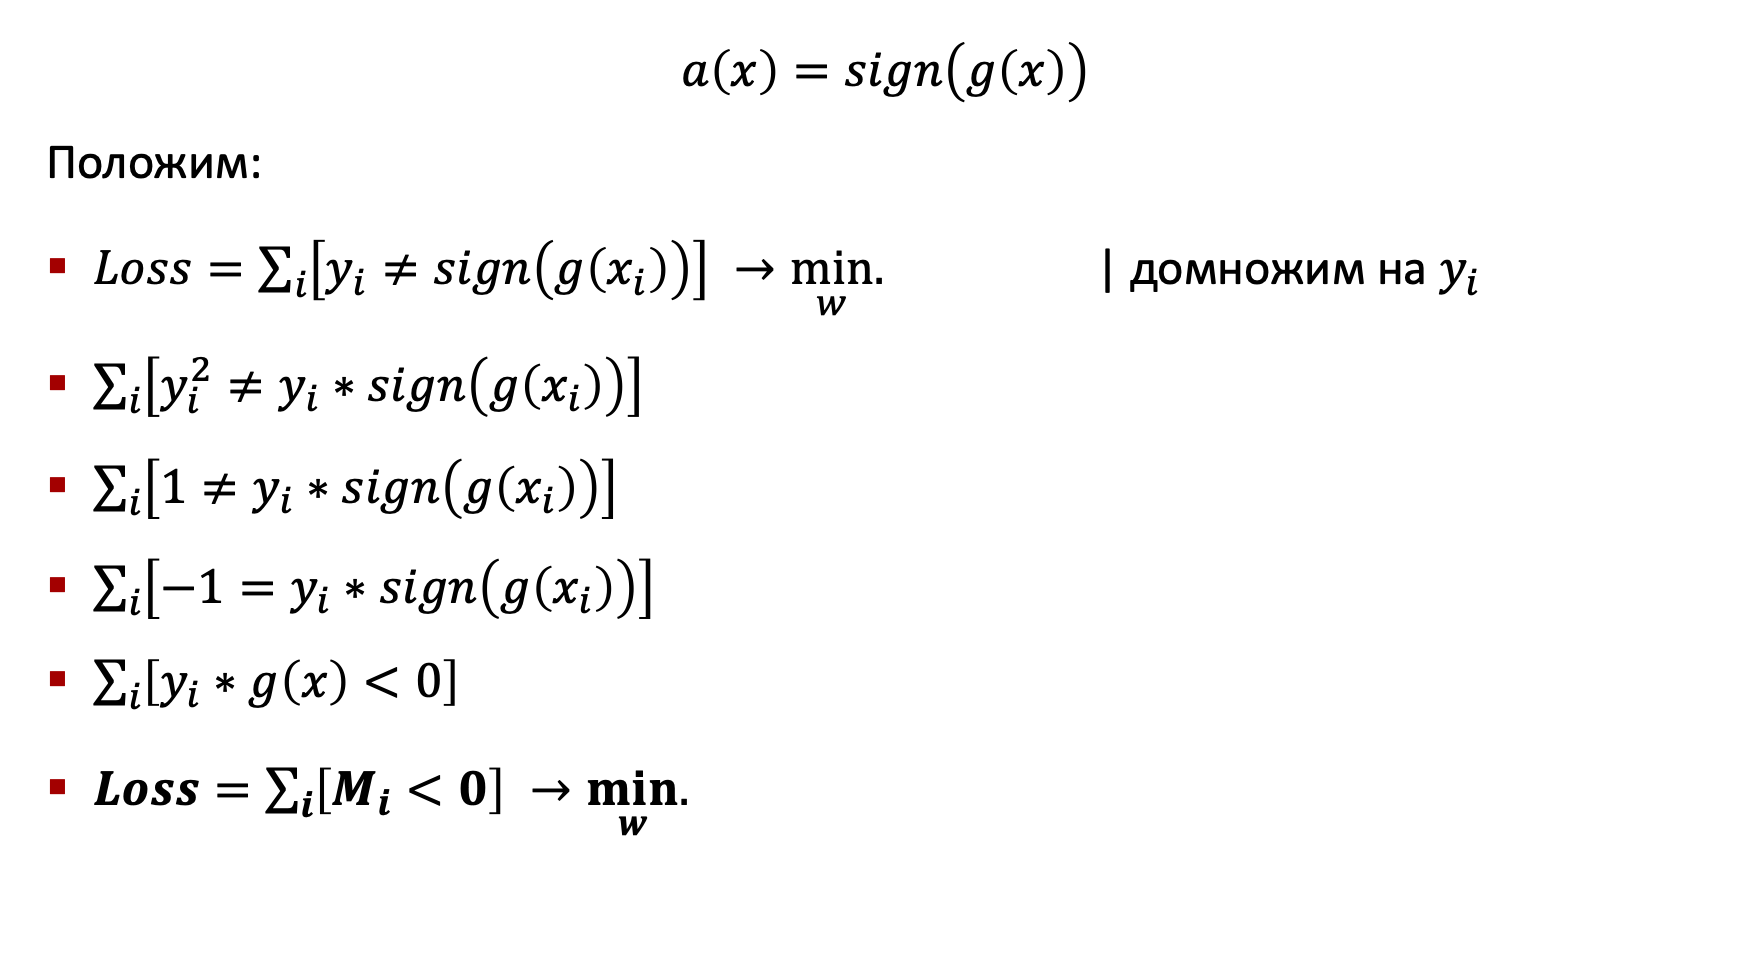 a(x) = sign(g(x))
Положим:
▪ Loss = ∑ᵢ[yᵢ ≠ sign(g(xᵢ))] → min. | домножим на yᵢ
w
▪ ∑ᵢ[yᵢ² ≠ yᵢ * sign(g(xᵢ))]
▪ ∑ᵢ[1 ≠ yᵢ * sign(g(xᵢ))]
▪ ∑ᵢ[−1 = yᵢ * sign(g(xᵢ))]
▪ ∑ᵢ[yᵢ * g(x) < 0]
▪ Loss = ∑ᵢ[Mᵢ < 0] → min.
w